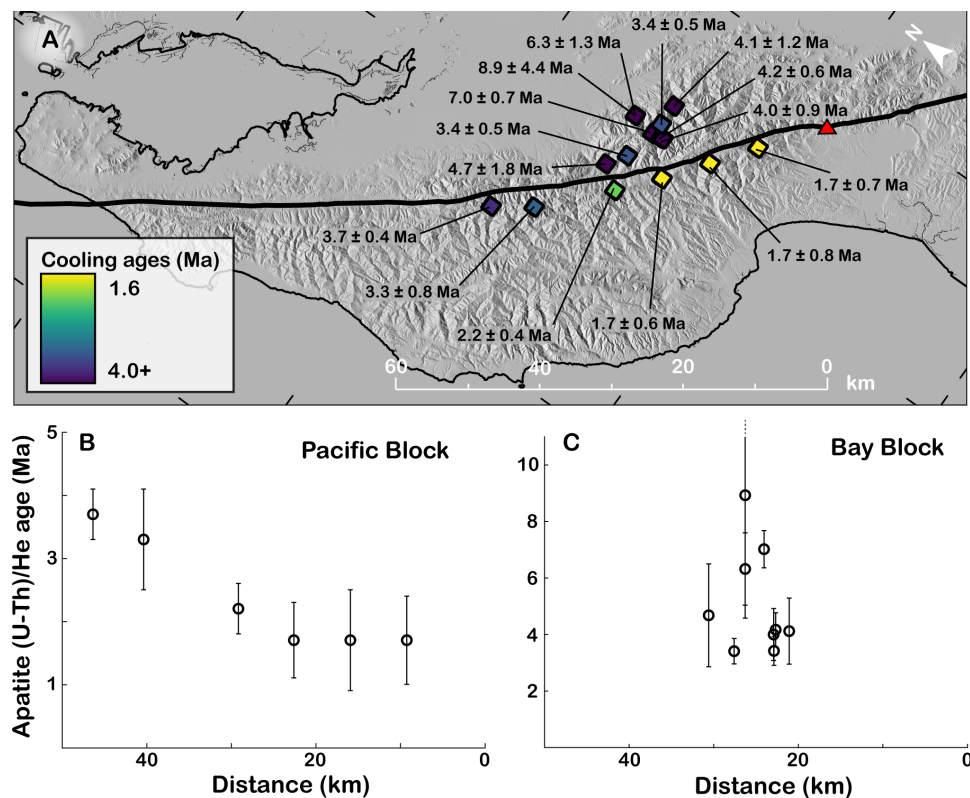 A
N
3.4 ± 0.5 Ma
6.3 ± 1.3 Ma
4.1 ± 1.2 Ma
8.9 ± 4.4 Ma
4.2 ± 0.6 Ma
7.0 ± 0.7 Ma
4.0 ± 0.9 Ma
3.4 ± 0.5 Ma
4.7 ± 1.8 Ma
1.7 ± 0.7 Ma
3.7 ± 0.4 Ma
1.7 ± 0.8 Ma
3.3 ± 0.8 Ma
1.7 ± 0.6 Ma
2.2 ± 0.4 Ma
Cooling ages (Ma)
1.6
4.0+
60 40 20 0
km
B
Pacific Block
Apatite (U-Th)/He age (Ma)
5
3
1
40 20 0
Distance (km)
C
Bay Block
10
8
6
4
2
40 20 0
Distance (km)